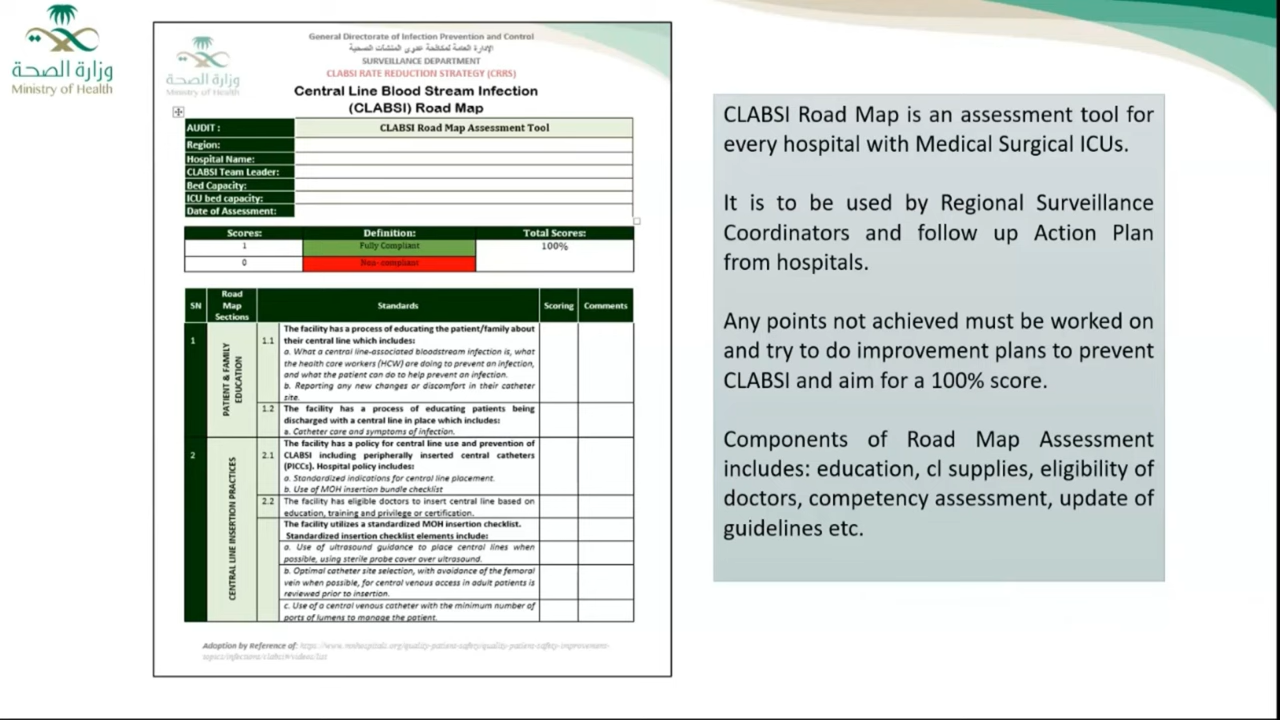 وزارة الصحة
Ministry of Health
وزارة الصحة
Ministry of Health
General Directorate of Infection Prevention and Control
الإدارة العامة لمكافحة عدوى المنشآت الصحية
SURVEILLANCE DEPARTMENT
CLABSI RATE REDUCTION STRATEGY (CRRS)
Central Line Blood Stream Infection
(CLABSI) Road Map
AUDIT : CLABSI Road Map Assessment Tool
Region:
Hospital Name:
CLABSI Team Leader:
Bed Capacity:
ICU bed capacity:
Date of Assessment:
Scores: Definition: Total Scores:
1 Fully Compliant 100%
0 Non- compliant
SN Road Map Sections Standards Scoring Comments
1 PATIENT & FAMILY EDUCATION
1.1 The facility has a process of educating the patient/family about
their central line which includes:
a. What a central line-associated bloodstream infection is, what
the health care workers (HCW) are doing to prevent an infection,
and what the patient can do to help prevent an infection.
b. Reporting any new changes or discomfort in their catheter
site.
1.2 The facility has a process of educating patients being
discharged with a central line in place which includes:
a. Catheter care and symptoms of infection.
2 CENTRAL LINE INSERTION PRACTICES
2.1 The facility has a policy for central line use and prevention of
CLABSI including peripherally inserted central catheters
(PICCs). Hospital policy includes:
a. Standardized indications for central line placement.
b. Use of MOH insertion bundle checklist
2.2 The facility has eligible doctors to insert central line based on
education, training and privilege or certification.
The facility utilizes a standardized MOH insertion checklist.
Standardized insertion checklist elements include:
a. Use of ultrasound guidance to place central lines when
possible, using sterile probe cover over ultrasound.
b. Optimal catheter site selection, with avoidance of the femoral
vein when possible, for central venous access in adult patients is
reviewed prior to insertion.
c. Use of a central venous catheter with the minimum number of
ports of lumens to manage the patient.
Adoption by Reference of:
CLABSI Road Map is an assessment tool for
every hospital with Medical Surgical ICUs.
It is to be used by Regional Surveillance
Coordinators and follow up Action Plan
from hospitals.
Any points not achieved must be worked on
and try to do improvement plans to prevent
CLABSI and aim for a 100% score.
Components of Road Map Assessment
includes: education, cl supplies, eligibility of
doctors, competency assessment, update of
guidelines etc.